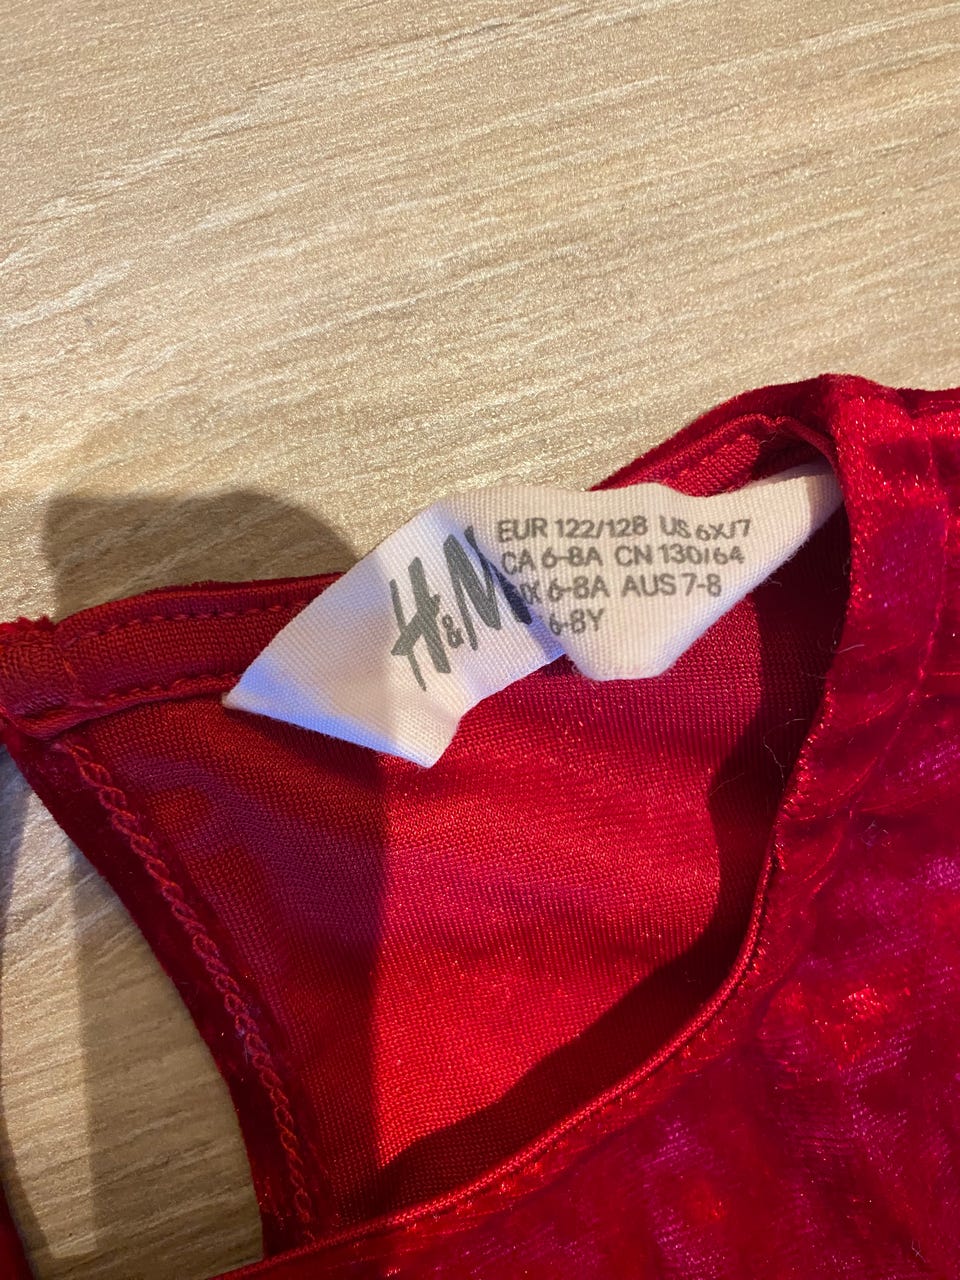 H&M
EUR 122/128 US 6X/7
CA 6-8A CN 130/64
6-8A AUS 7-8
6-8Y